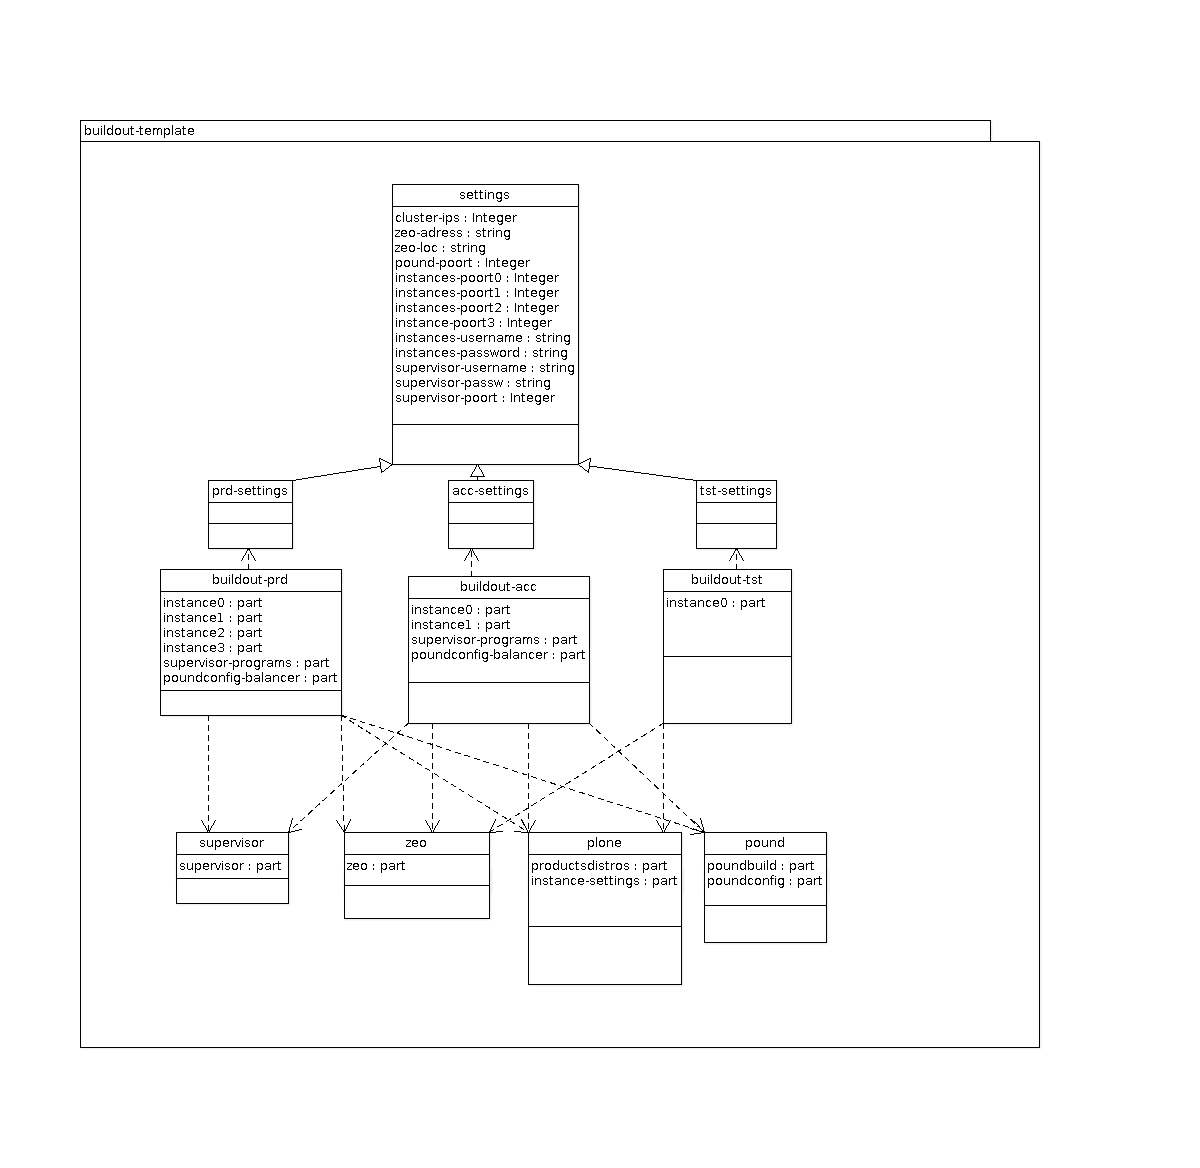 buildout-template
settings
cluster-ips : Integer
zeo-adress : string
zeo-loc : string
pound-poort : Integer
instances-poort0 : Integer
instances-poort1 : Integer
instances-poort2 : Integer
instance-poort3 : Integer
instances-username : string
instances-password : string
supervisor-username : string
supervisor-passw : string
supervisor-poort : Integer
prd-settings
acc-settings
tst-settings
buildout-prd
instance0 : part
instance1 : part
instance2 : part
instance3 : part
supervisor-programs : part
poundconfig-balancer : part
buildout-acc
instance0 : part
instance1 : part
supervisor-programs : part
poundconfig-balancer : part
buildout-tst
instance0 : part
supervisor
supervisor : part
zeo
zeo : part
plone
productsdistros : part
instance-settings : part
pound
poundbuild : part
poundconfig : part